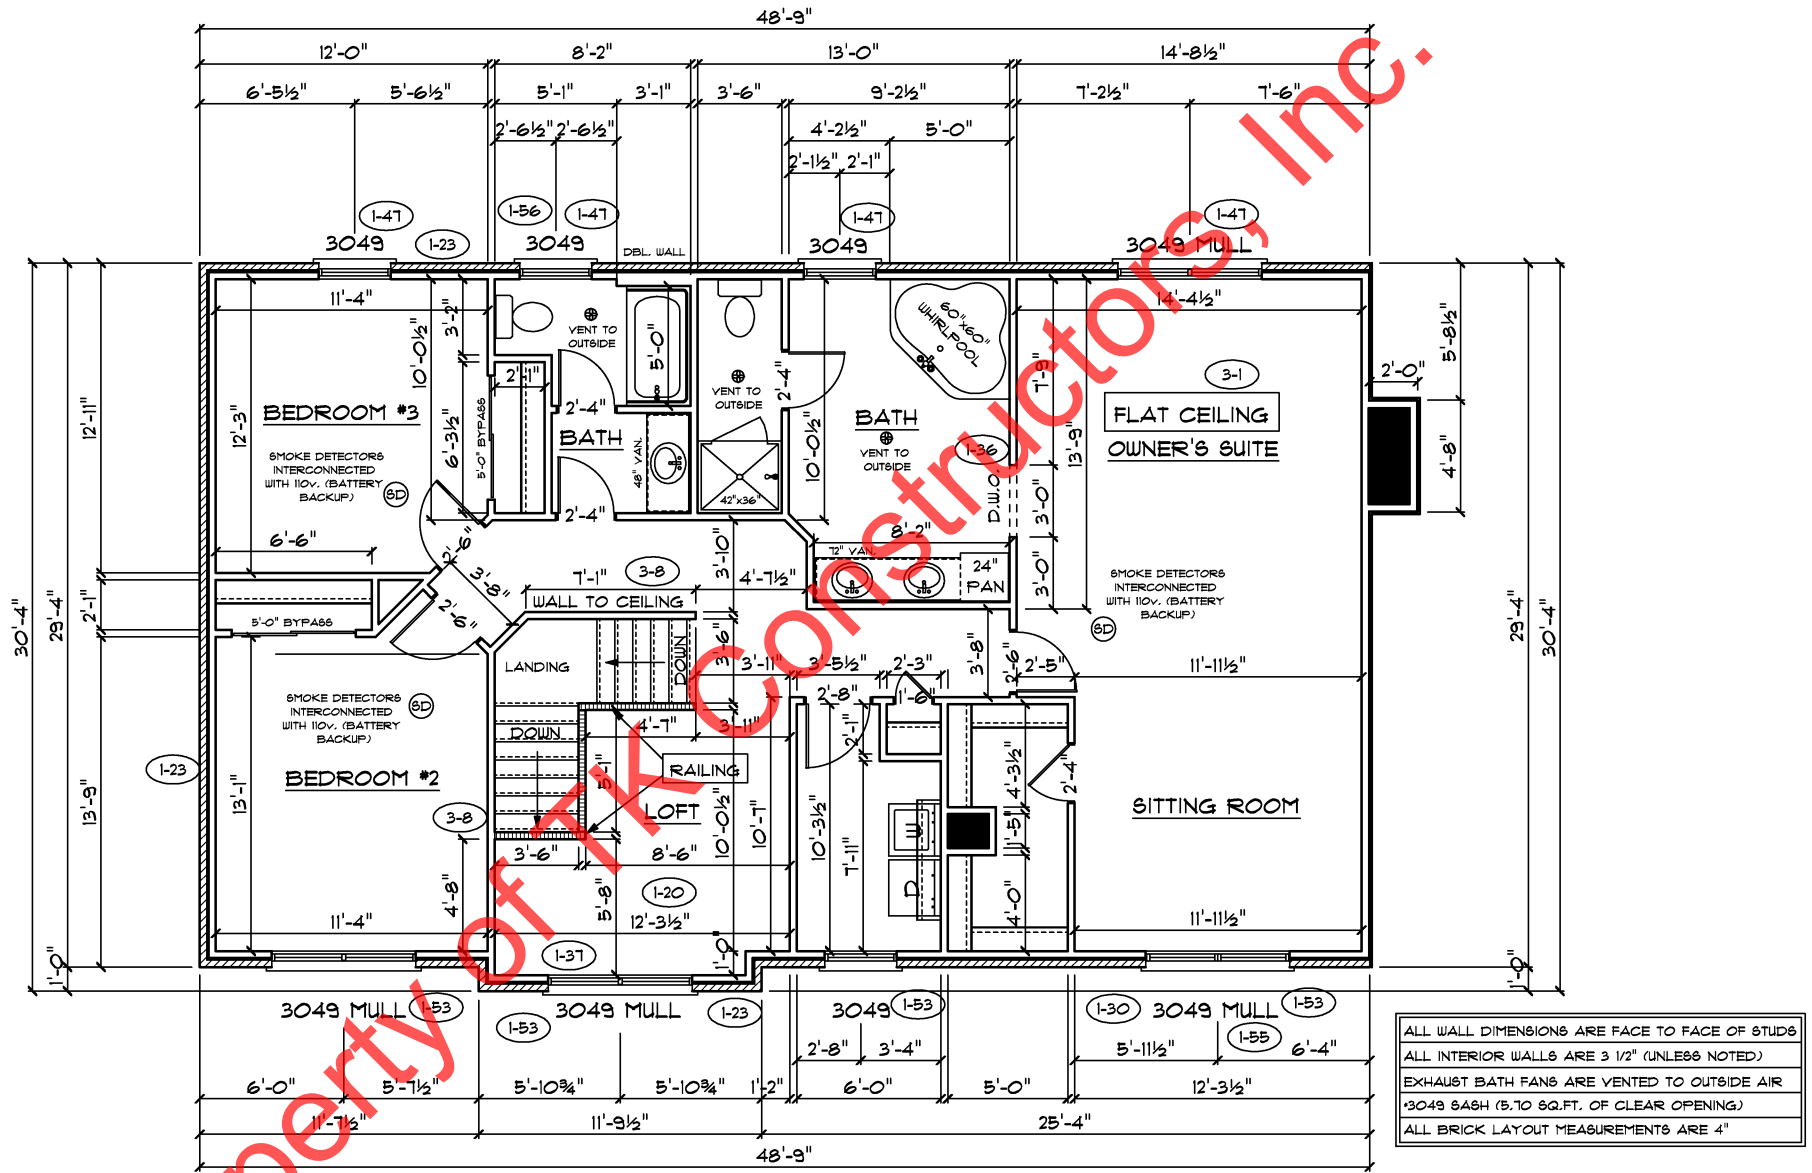 48'-9"
12'-0" 8'-2" 13'-0" 14'-8½"
6'-5½" 5'-6½" 5'-1" 3'-1" 3'-6" 9'-2½" 7'-2½" 7'-6"
2'-6½" 2'-6½" 4'-2½" 5'-0"
2'-1½" 2'-1"
1-47 1-56 1-47 1-47 1-47
3049 1-23 3049 DBL. WALL 3049 3049 MULL
11'-4" 14'-4½"
3'-2" 10'-0½"
VENT TO
OUTSIDE
5'-0"
60"x60"
WHIRLPOOL
5'-8½"
2'-0"
4'-8"
2'-1" 2'-4" 7'-9" 3-1
VENT TO
OUTSIDE
BEDROOM #3
12'-11" 12'-3" 6'-3½"
5'-0" BYPASS
2'-4"
BATH
48" VAN.
BATH
VENT TO
OUTSIDE
10'-0½"
1-36
13'-9"
FLAT CEILING
OWNER'S SUITE
SMOKE DETECTORS
INTERCONNECTED
WITH 110v. (BATTERY
BACKUP)
SD
42"x36"
D.W.O. 3'-0"
2'-4"
6'-6" 2'-6" 3'-8" 2'-6"
8'-2"
72" VAN.
24"
PAN
3'-0"
7'-1" 3-8 3'-10" 4'-7½"
WALL TO CEILING
SMOKE DETECTORS
INTERCONNECTED
WITH 110v. (BATTERY
BACKUP)
SD
30'-4" 29'-4" 2'-1"
5'-0" BYPASS
29'-4" 30'-4"
LANDING DOWN 3'-6" 3'-11" 3'-5½" 2'-3" 3'-8" 2'-6" 2'-5" 11'-11½"
2'-8" 1'-6"
SMOKE DETECTORS
INTERCONNECTED
WITH 110v. (BATTERY
BACKUP)
SD
DOWN 4'-7" 3'-11" 2'-1"
1-23
BEDROOM #2
13'-9" 13'-1"
RAILING
5'-1"
LOFT
10'-0½" 10'-7" 10'-3½" 7'-11"
4'-3½" 2'-4"
SITTING ROOM
3-8
W
D
1'-5"
3'-6" 8'-6"
1-20
4'-8" 5'-8" 4'-0"
11'-4" 12'-3½" 11'-11½"
1-37
1'-0" 1'-0" 1'-0"
3049 MULL 1-53 1-53 3049 MULL 1-23 3049 1-53 1-30 3049 MULL 1-53
1-55
2'-8" 3'-4" 5'-11½" 6'-4"
6'-0" 5'-7½" 5'-10¾" 5'-10¾" 1'-2" 6'-0" 5'-0" 12'-3½"
11'-7½" 11'-9½" 25'-4"
48'-9"
ALL WALL DIMENSIONS ARE FACE TO FACE OF STUDS
ALL INTERIOR WALLS ARE 3 1/2" (UNLESS NOTED)
EXHAUST BATH FANS ARE VENTED TO OUTSIDE AIR
*3049 SASH (5.70 SQ.FT. OF CLEAR OPENING)
ALL BRICK LAYOUT MEASUREMENTS ARE 4"
perty of TK Constructors, Inc.